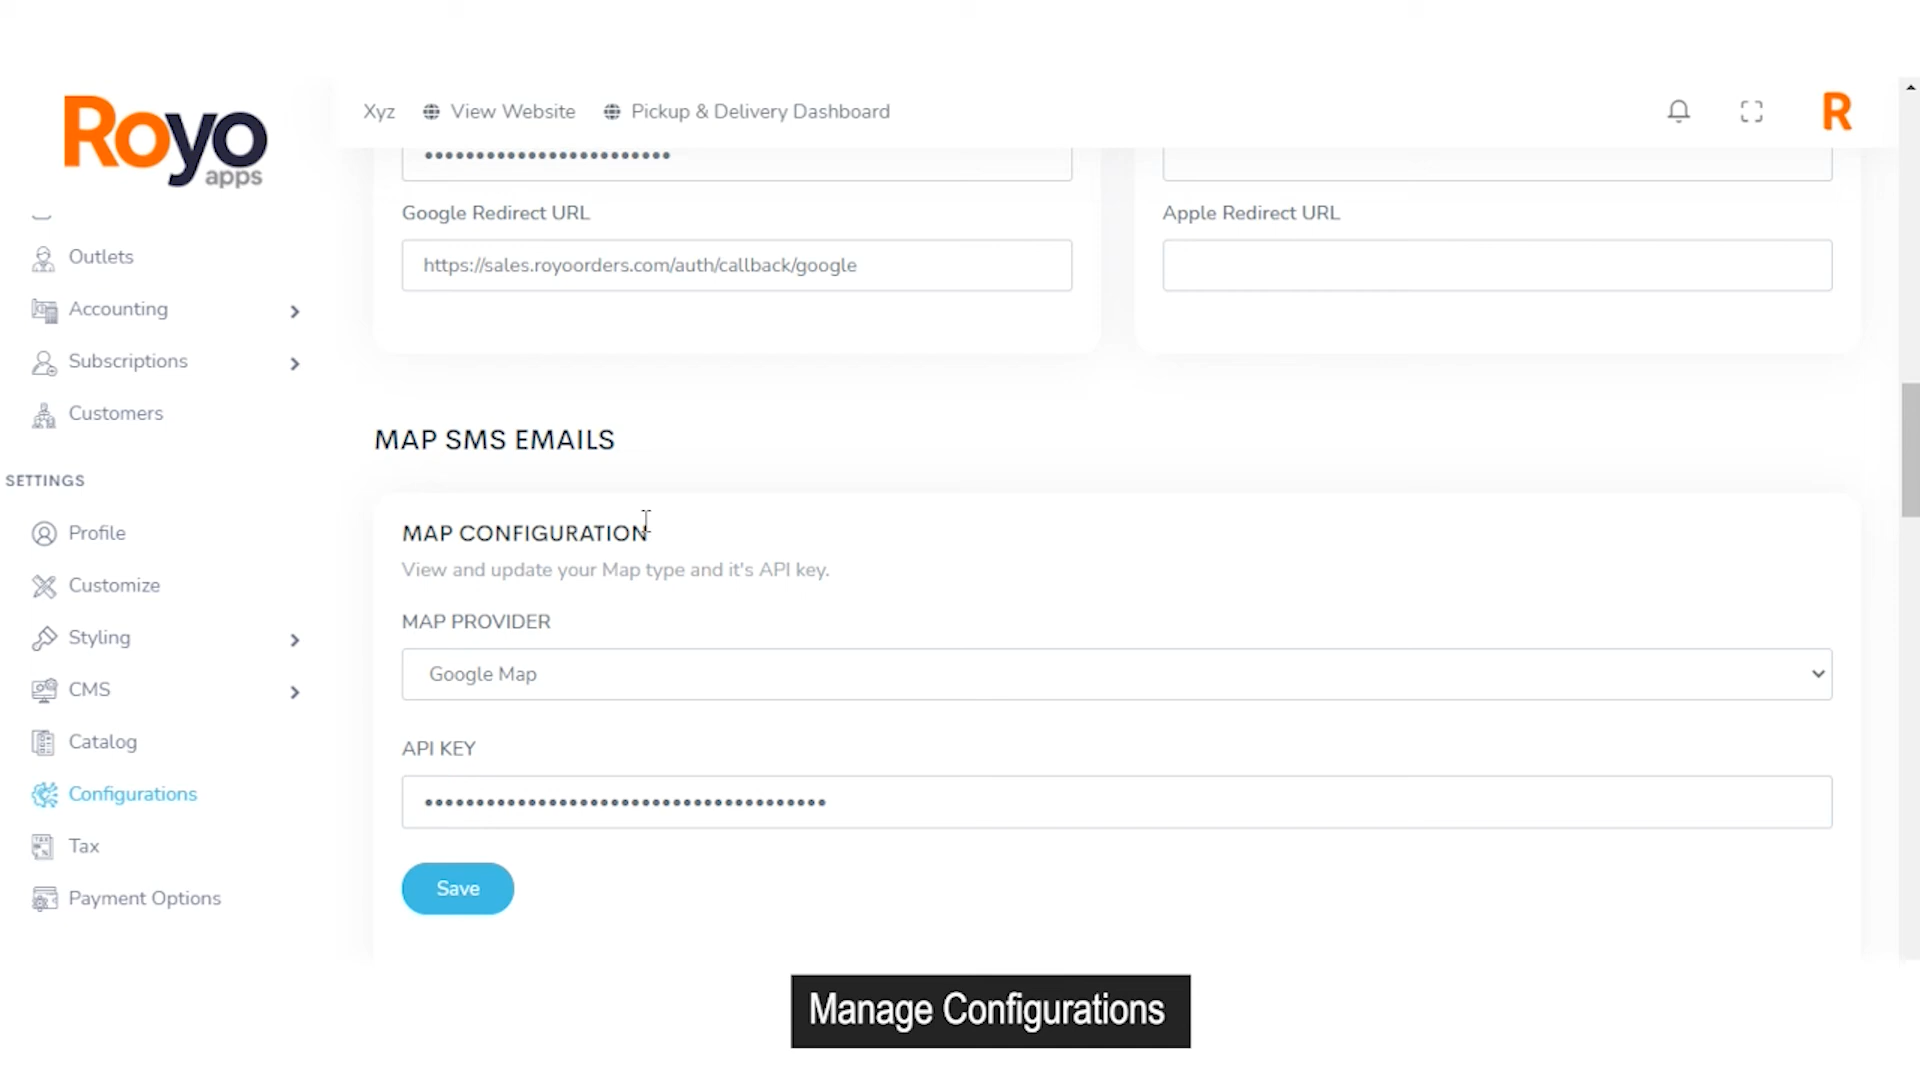 Royo
apps
Xyz View Website Pickup & Delivery Dashboard
R
••••••••••••••••••••••••
Google Redirect URL
Apple Redirect URL
https://sales.royoorders.com/auth/callback/google
Outlets
Accounting
Subscriptions
Customers
SETTINGS
Profile
Customize
Styling
CMS
Catalog
Configurations
Tax
Payment Options
MAP SMS EMAILS
MAP CONFIGURATION
View and update your Map type and it's API key.
MAP PROVIDER
Google Map
API KEY
•••••••••••••••••••••••••••••••••••••••
Save
Manage Configurations